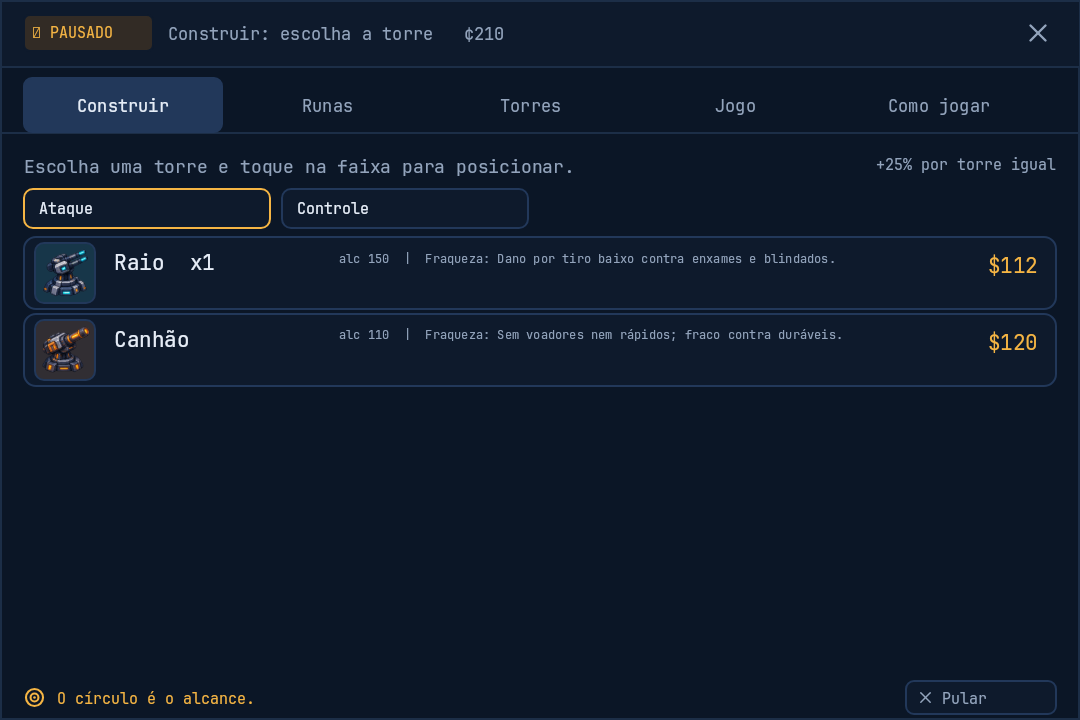 PAUSADO Construir: escolha a torre ₵210
Construir Runas Torres Jogo Como jogar
Escolha uma torre e toque na faixa para posicionar. +25% por torre igual
Ataque Controle
Raio x1 alc 150 | Fraqueza: Dano por tiro baixo contra enxames e blindados. $112
Canhão alc 110 | Fraqueza: Sem voadores nem rápidos; fraco contra duráveis. $120
O círculo é o alcance. Pular